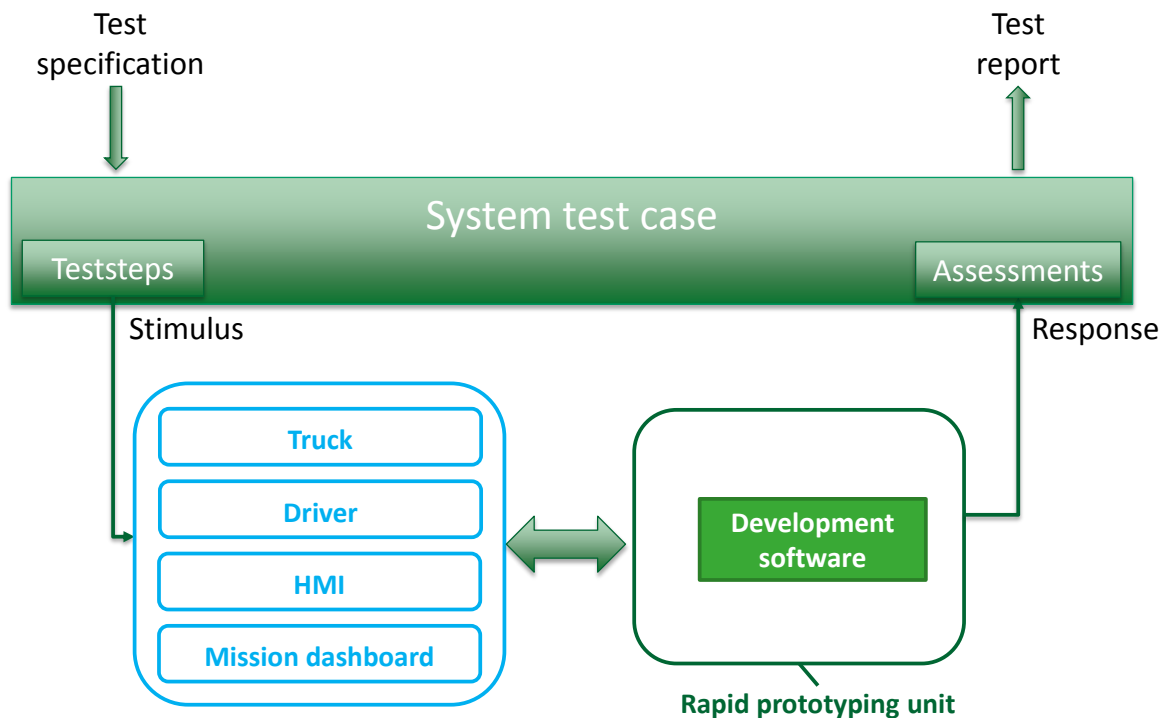 Test
specification
Test
report
System test case
Teststeps
Assessments
Stimulus
Response
Truck
Driver
HMI
Mission dashboard
Development
software
Rapid prototyping unit